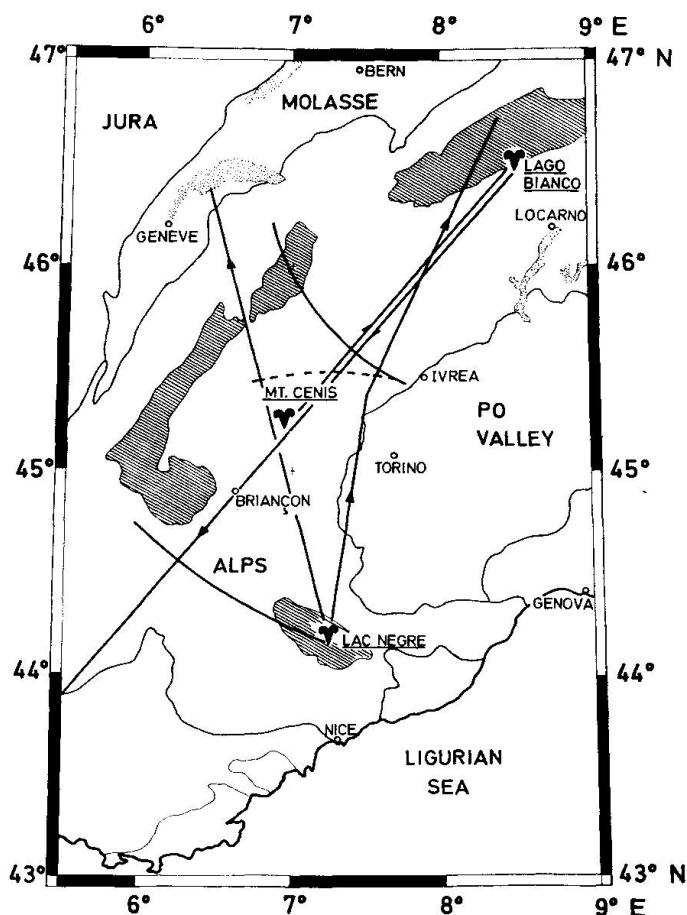 6° 7° 8° 9° E
47° 47° N
BERN
MOLASSE
JURA
LAGO
BIANCO
LOCARNO
GENEVE
46° 46°
IVREA
MT. CENIS
PO
VALLEY
TORINO
45° 45°
BRIANÇON
ALPS
GENOVA
LAC NEGRE
44° 44°
NICE
LIGURIAN
SEA
43° 43° N
6° 7° 8° 9° E